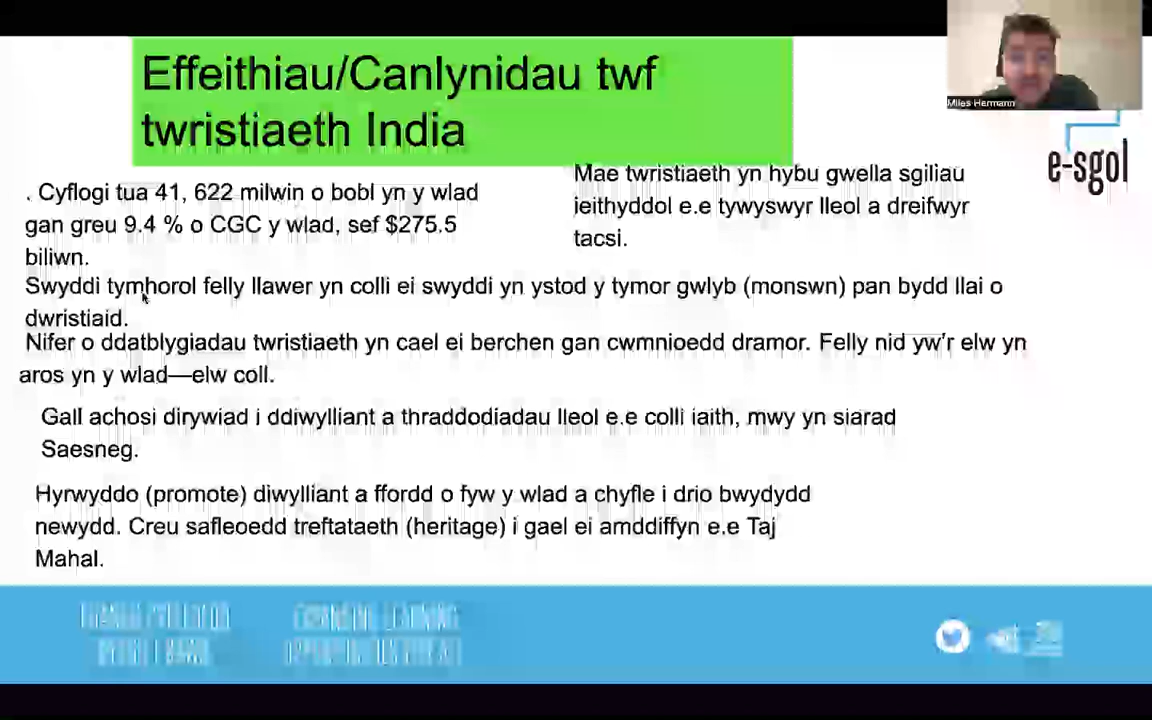 Effeithiau/Canlynidau twf
twristiaeth India
Miles Hermann
e-sgol
. Cyflogi tua 41, 622 milwin o bobl yn y wlad
gan greu 9.4 % o CGC y wlad, sef $275.5
biliwn.
Mae twristiaeth yn hybu gwella sgiliau
ieithyddol e.e tywyswyr lleol a dreifwyr
tacsi.
Swyddi tymhorol felly llawer yn colli ei swyddi yn ystod y tymor gwlyb (monswn) pan bydd llai o
dwristiaid.
Nifer o ddatblygiadau twristiaeth yn cael ei berchen gan cwmnioedd dramor. Felly nid yw’r elw yn
aros yn y wlad—elw coll.
Gall achosi dirywiad i ddiwylliant a thraddodiadau lleol e.e colli iaith, mwy yn siarad
Saesneg.
Hyrwyddo (promote) diwylliant a ffordd o fyw y wlad a chyfle i drio bwydydd
newydd. Creu safleoedd treftataeth (heritage) i gael ei amddiffyn e.e Taj
Mahal.